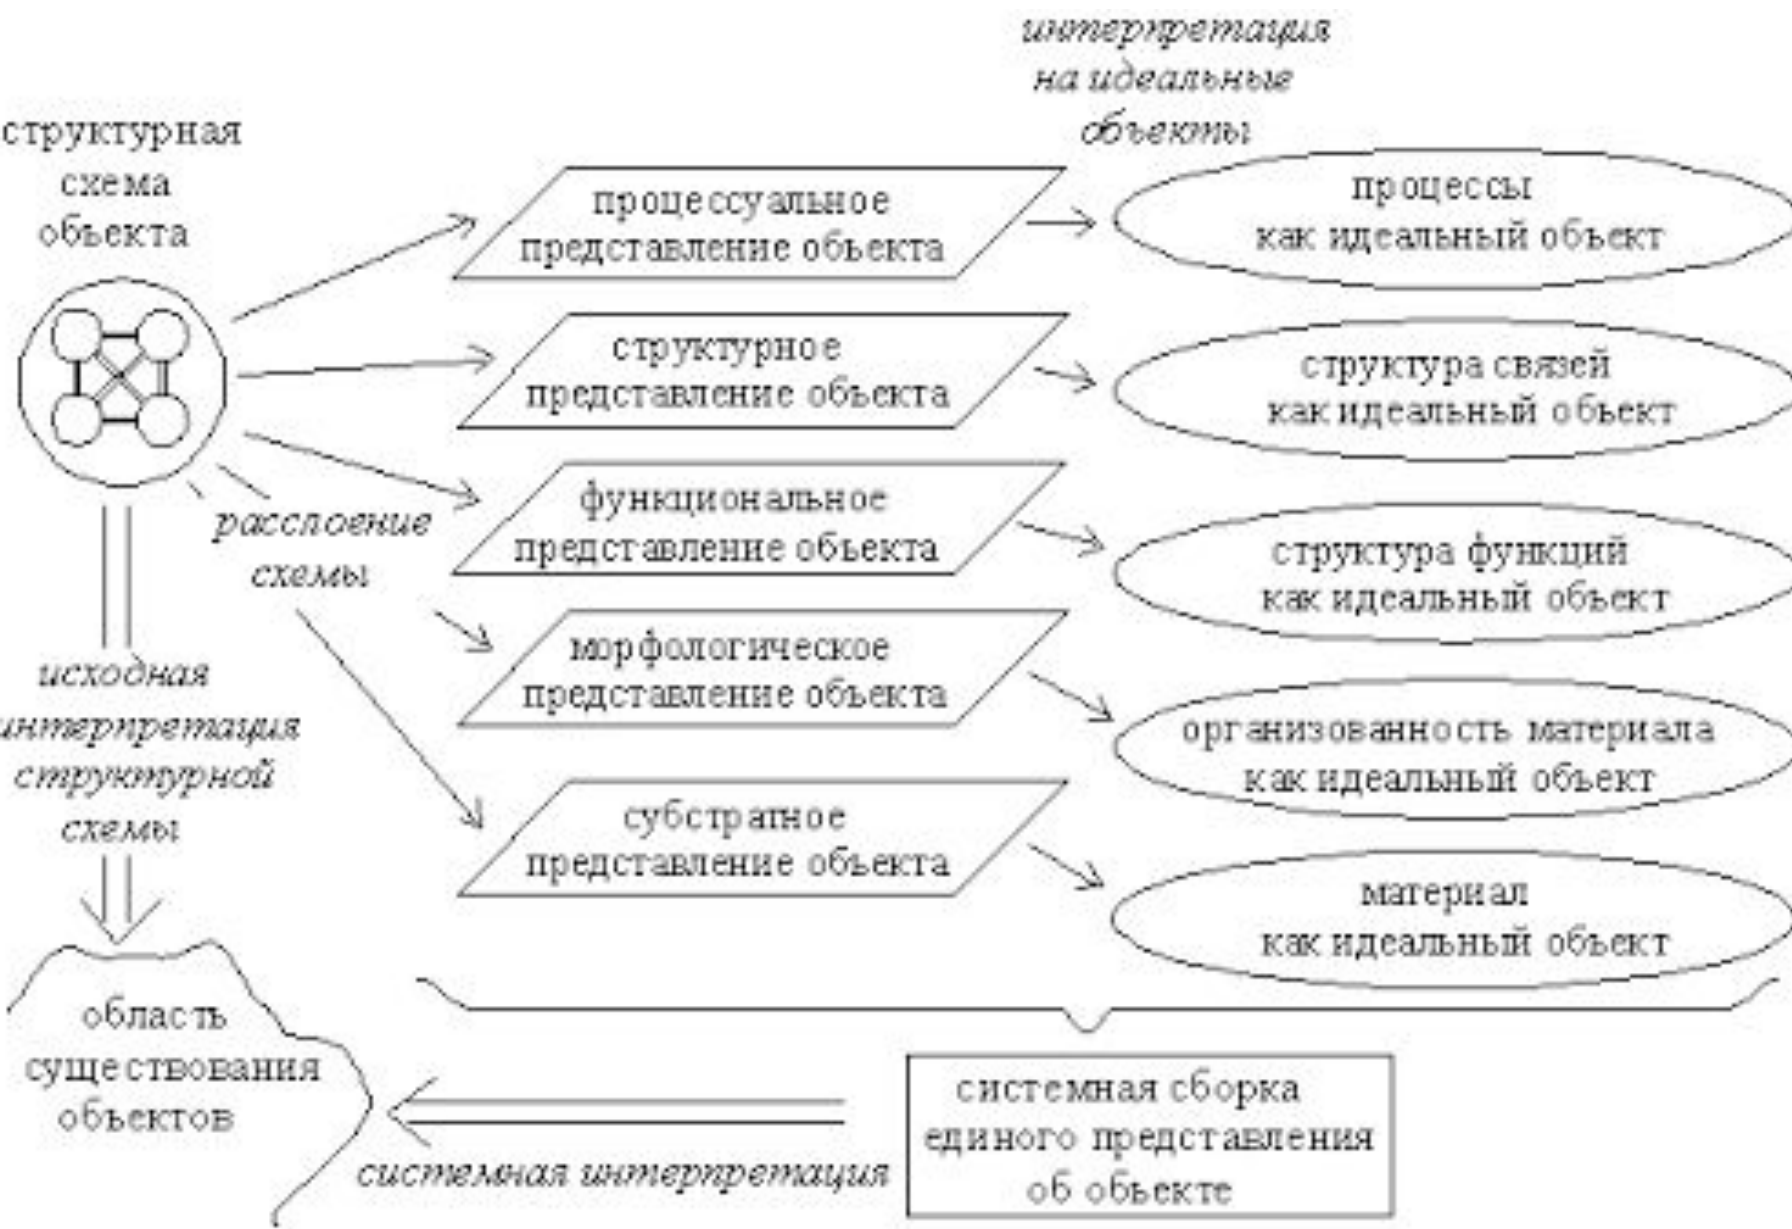 интерпретация
на идеальные
объекты
структурная
схема
объекта
процессуальное
представление объекта
процессы
как идеальный объект
структурное
представление объекта
структура связей
как идеальный объект
функциональное
представление объекта
структура функций
как идеальный объект
расслоение
схемы
морфологическое
представление объекта
организованность материала
как идеальный объект
исходная
интерпретация
структурной
схемы
субстратное
представление объекта
материал
как идеальный объект
область
существования
объектов
системная сборка
единого представления
об объекте
системная интерпретация